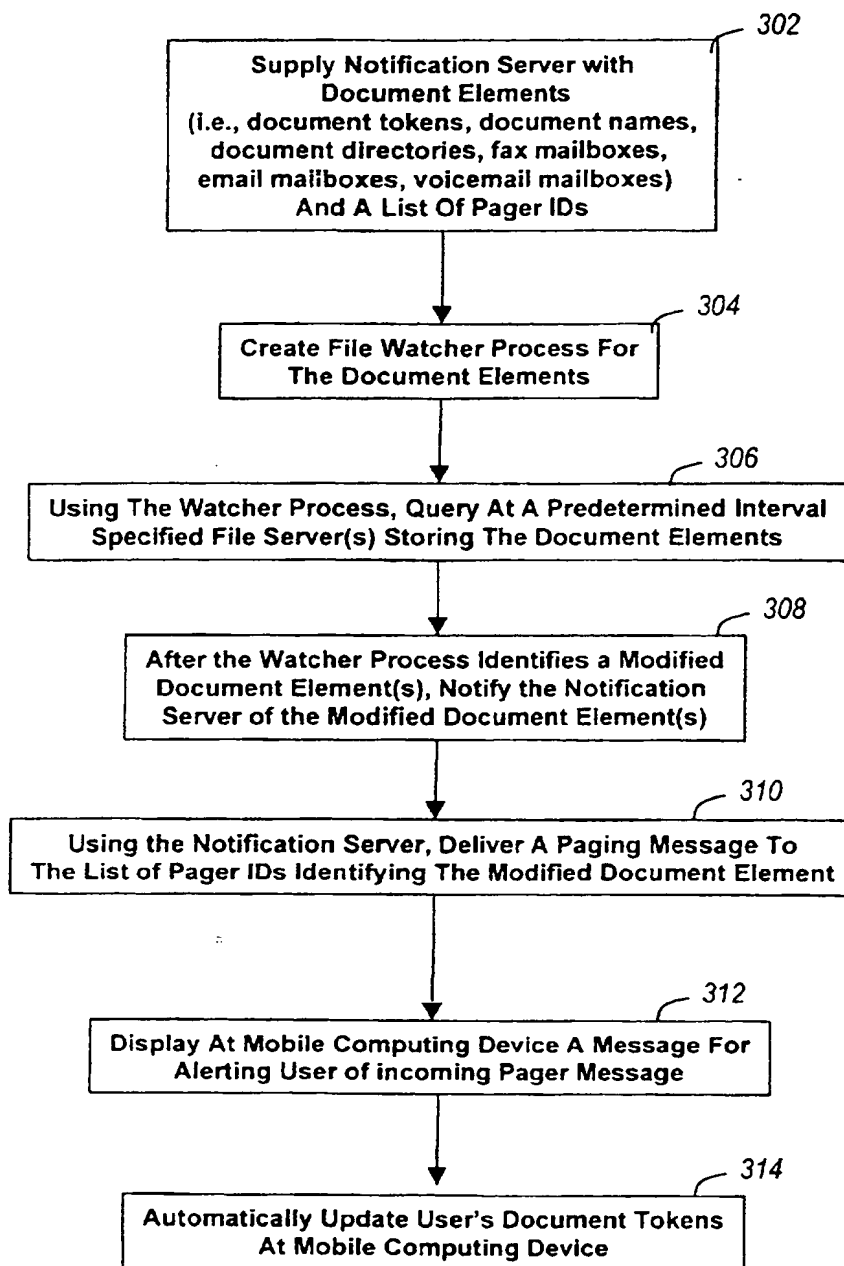 302
Supply Notification Server with
Document Elements
(i.e., document tokens, document names,
document directories, fax mailboxes,
email mailboxes, voicemail mailboxes)
And A List Of Pager IDs
304
Create File Watcher Process For
The Document Elements
306
Using The Watcher Process, Query At A Predetermined Interval
Specified File Server(s) Storing The Document Elements
308
After the Watcher Process Identifies a Modified
Document Element(s), Notify the Notification
Server of the Modified Document Element(s)
310
Using the Notification Server, Deliver A Paging Message To
The List of Pager IDs Identifying The Modified Document Element
312
Display At Mobile Computing Device A Message For
Alerting User of incoming Pager Message
314
Automatically Update User's Document Tokens
At Mobile Computing Device